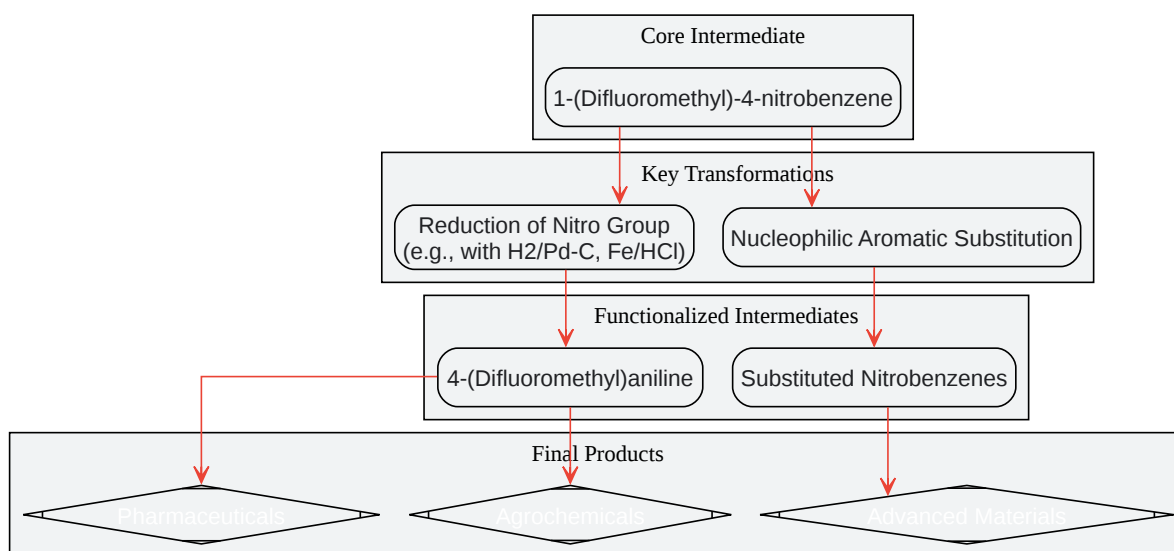 Core Intermediate
1-(Difluoromethyl)-4-nitrobenzene
Key Transformations
Reduction of Nitro Group
(e.g., with H2/Pd-C, Fe/HCl)
Nucleophilic Aromatic Substitution
Functionalized Intermediates
4-(Difluoromethyl)aniline
Substituted Nitrobenzenes
Final Products
Pharmaceuticals
Agrochemicals
Advanced Materials